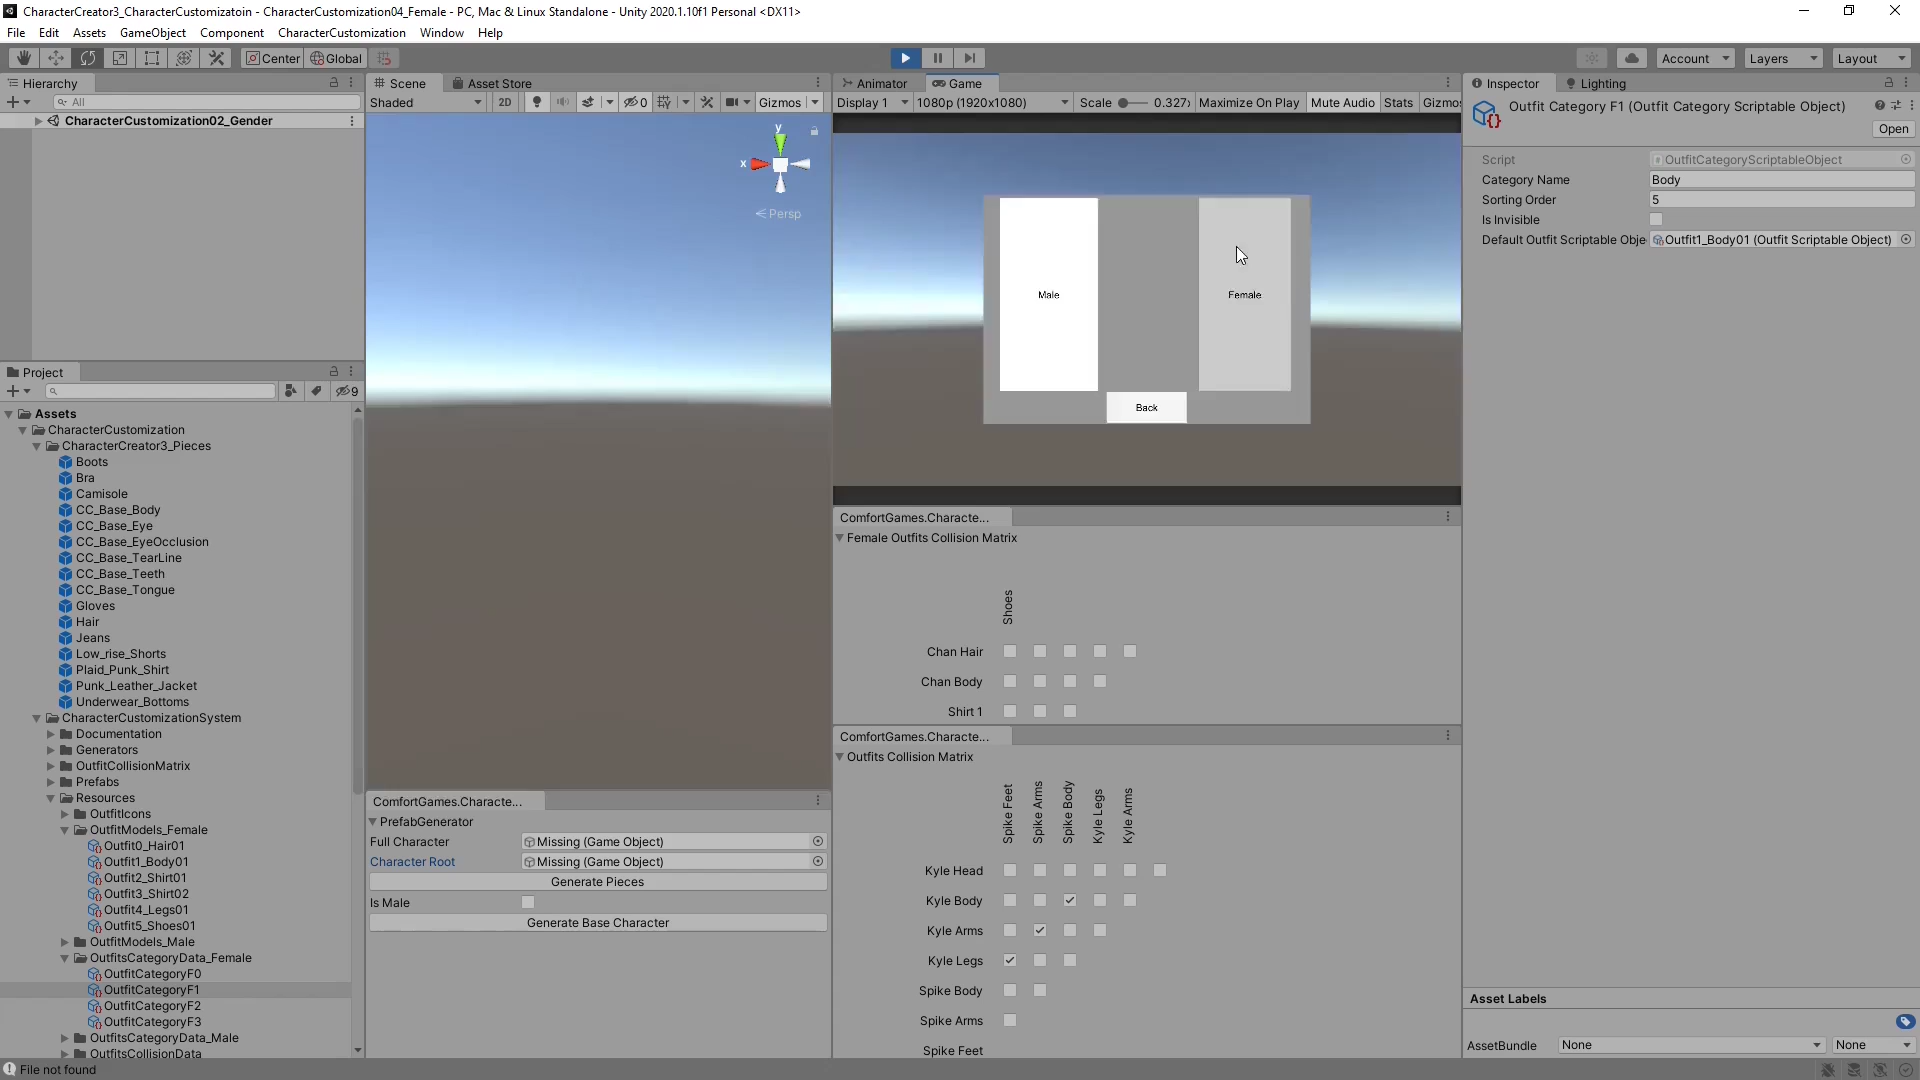 CharacterCreator3_CharacterCustomizatoin - CharacterCustomization04_Female - PC, Mac & Linux Standalone - Unity 2020.1.10f1 Personal <DX11>
File Edit Assets GameObject Component CharacterCustomization Window Help
Center Global Account Layers Layout
Hierarchy
All
CharacterCustomization02_Gender
Project
9
Assets
CharacterCustomization
CharacterCreator3_Pieces
Boots
Bra
Camisole
CC_Base_Body
CC_Base_Eye
CC_Base_EyeOcclusion
CC_Base_TearLine
CC_Base_Teeth
CC_Base_Tongue
Gloves
Hair
Jeans
Low_rise_Shorts
Plaid_Punk_Shirt
Punk_Leather_Jacket
Underwear_Bottoms
CharacterCustomizationSystem
Documentation
Generators
OutfitCollisionMatrix
Prefabs
Resources
OutfitIcons
OutfitModels_Female
Outfit0_Hair01
Outfit1_Body01
Outfit2_Shirt01
Outfit3_Shirt02
Outfit4_Legs01
Outfit5_Shoes01
OutfitModels_Male
OutfitsCategoryData_Female
OutfitCategoryF0
OutfitCategoryF1
OutfitCategoryF2
OutfitCategoryF3
OutfitsCategoryData_Male
OutfitsCollisionData
File not found
Scene Asset Store
Shaded 2D 0 Gizmos
y
x
Persp
ComfortGames.Characte...
PrefabGenerator
Full Character Missing (Game Object)
Character Root Missing (Game Object)
Generate Pieces
Is Male
Generate Base Character
Animator Game
Display 1 1080p (1920x1080) Scale 0.327x Maximize On Play Mute Audio Stats Gizmos
Male
Female
Back
ComfortGames.Characte...
Female Outfits Collision Matrix
Shoes
Chan Hair
Chan Body
Shirt 1
ComfortGames.Characte...
Outfits Collision Matrix
Spike Feet
Spike Arms
Spike Body
Kyle Legs
Kyle Arms
Kyle Head
Kyle Body
Kyle Arms
Kyle Legs
Spike Body
Spike Arms
Spike Feet
Inspector Lighting
Outfit Category F1 (Outfit Category Scriptable Object)
Open
Script OutfitCategoryScriptableObject
Category Name Body
Sorting Order 5
Is Invisible
Default Outfit Scriptable Obje Outfit1_Body01 (Outfit Scriptable Object)
Asset Labels
AssetBundle None None